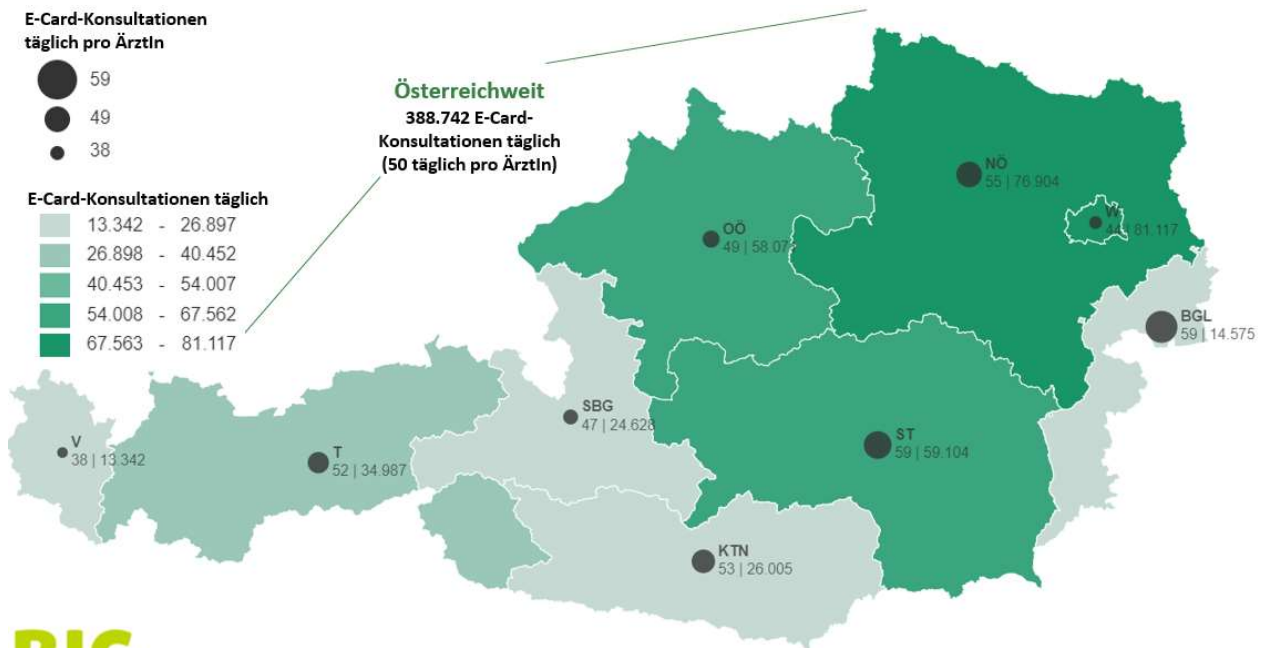 E-Card-Konsultationen
täglich pro ÄrztIn
59
49
38
E-Card-Konsultationen täglich
13.342 - 26.897
26.898 - 40.452
40.453 - 54.007
54.008 - 67.562
67.563 - 81.117
Österreichweit
388.742 E-Card-
Konsultationen täglich
(50 täglich pro ÄrztIn)
NÖ
55 | 76.904
W
44 | 81.117
OÖ
49 |
BGL
59 | 14.575
SBG
47 | 24.628
ST
59 | 59.104
V
38 | 13.342
T
52 | 34.987
KTN
53 | 26.005